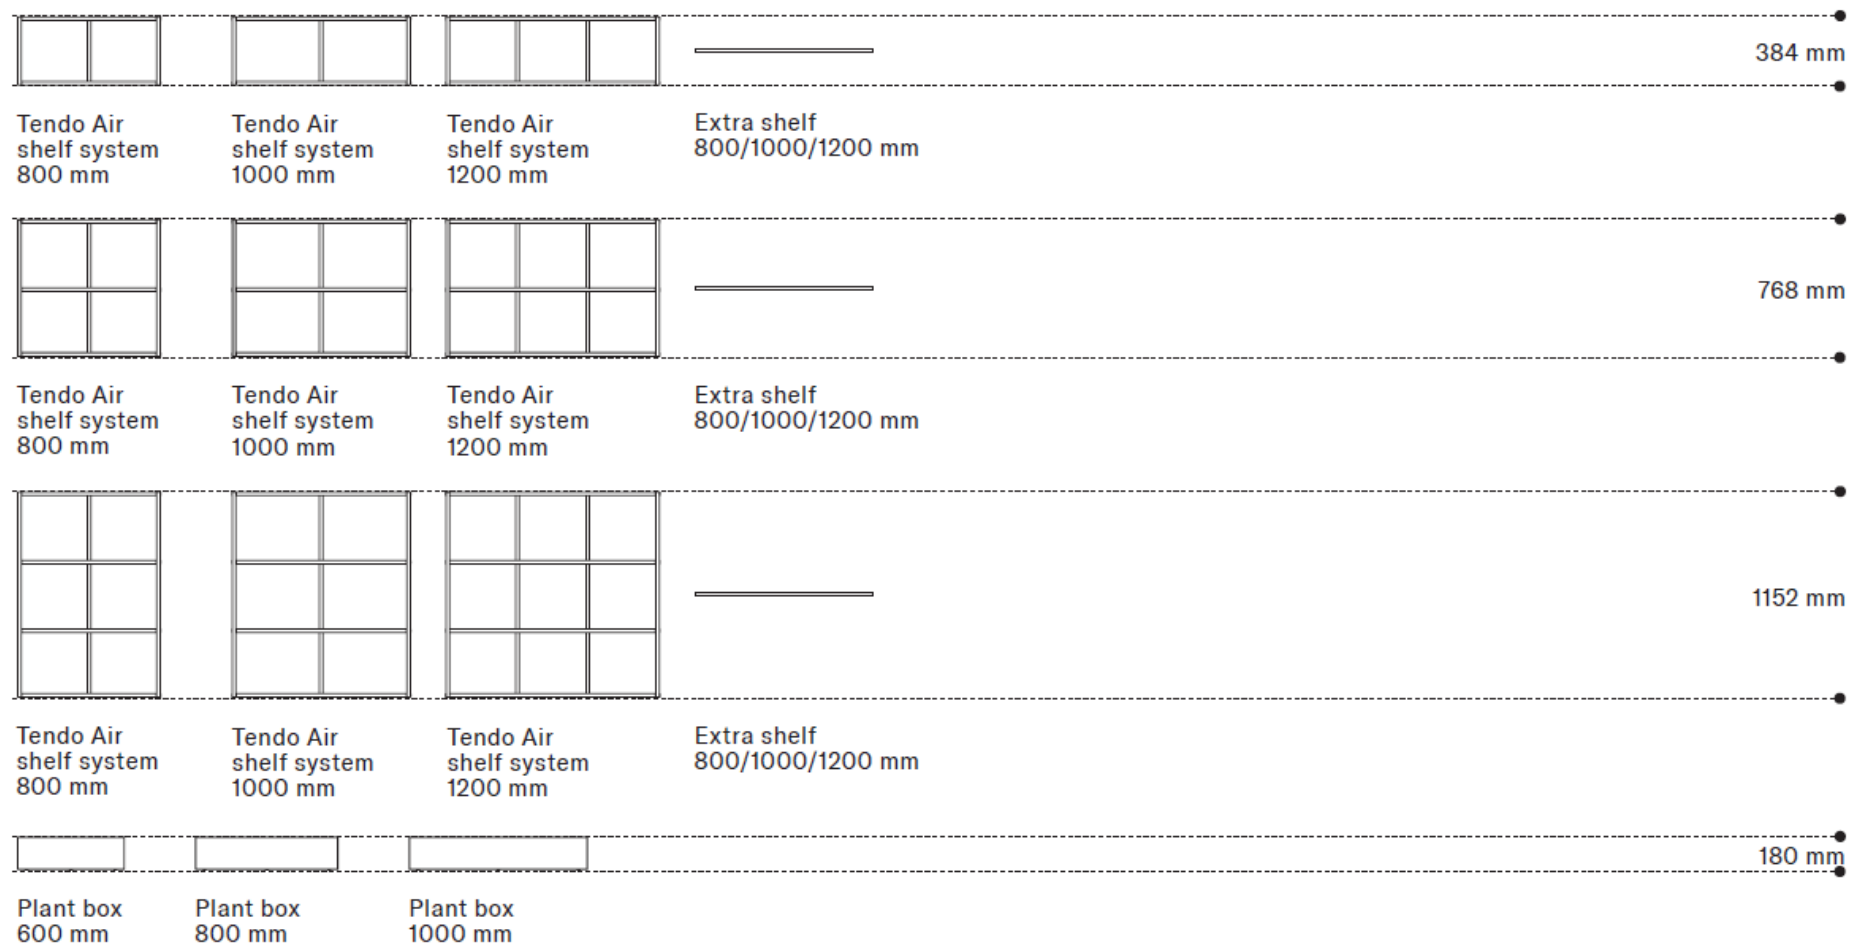 384 mm
Tendo Air
shelf system
800 mm
Tendo Air
shelf system
1000 mm
Tendo Air
shelf system
1200 mm
Extra shelf
800/1000/1200 mm
768 mm
Tendo Air
shelf system
800 mm
Tendo Air
shelf system
1000 mm
Tendo Air
shelf system
1200 mm
Extra shelf
800/1000/1200 mm
1152 mm
Tendo Air
shelf system
800 mm
Tendo Air
shelf system
1000 mm
Tendo Air
shelf system
1200 mm
Extra shelf
800/1000/1200 mm
180 mm
Plant box
600 mm
Plant box
800 mm
Plant box
1000 mm